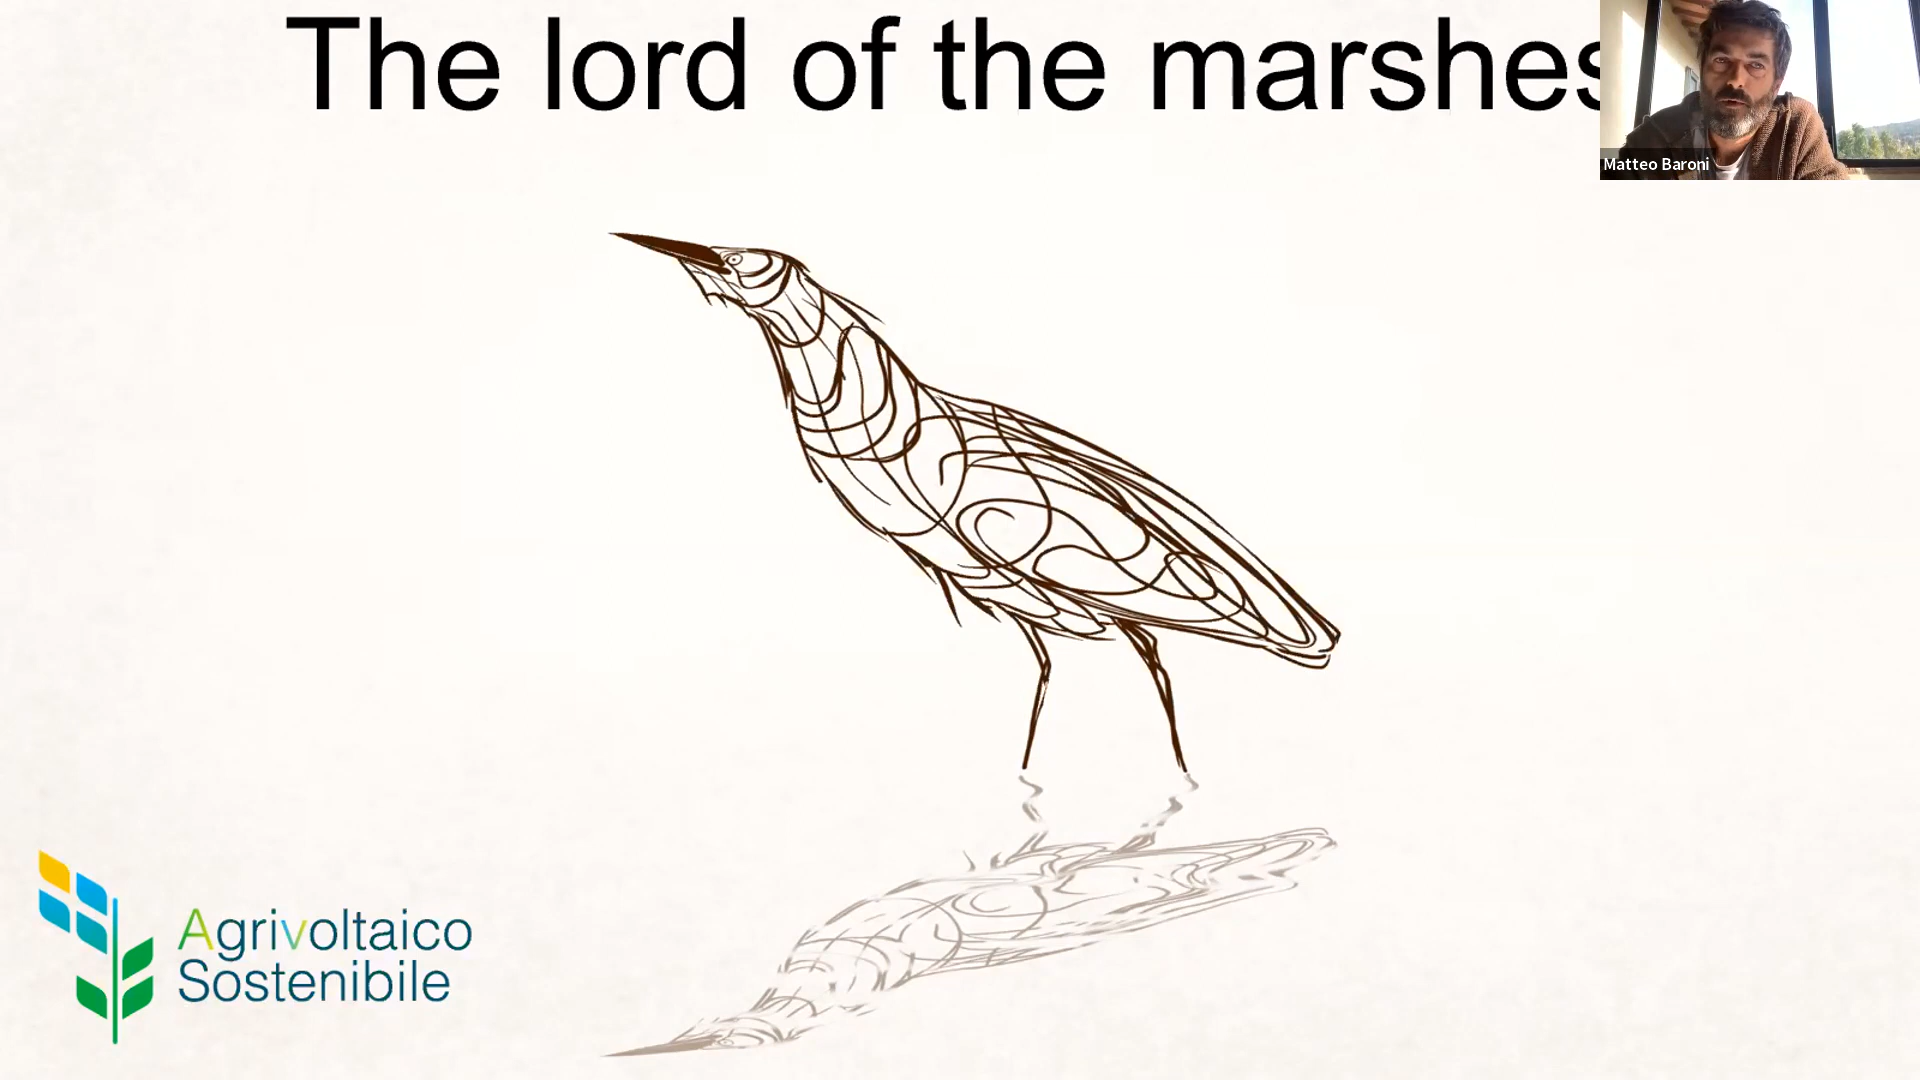 The lord of the marshes
Matteo Baroni
Agrivoltaico
Sostenibile